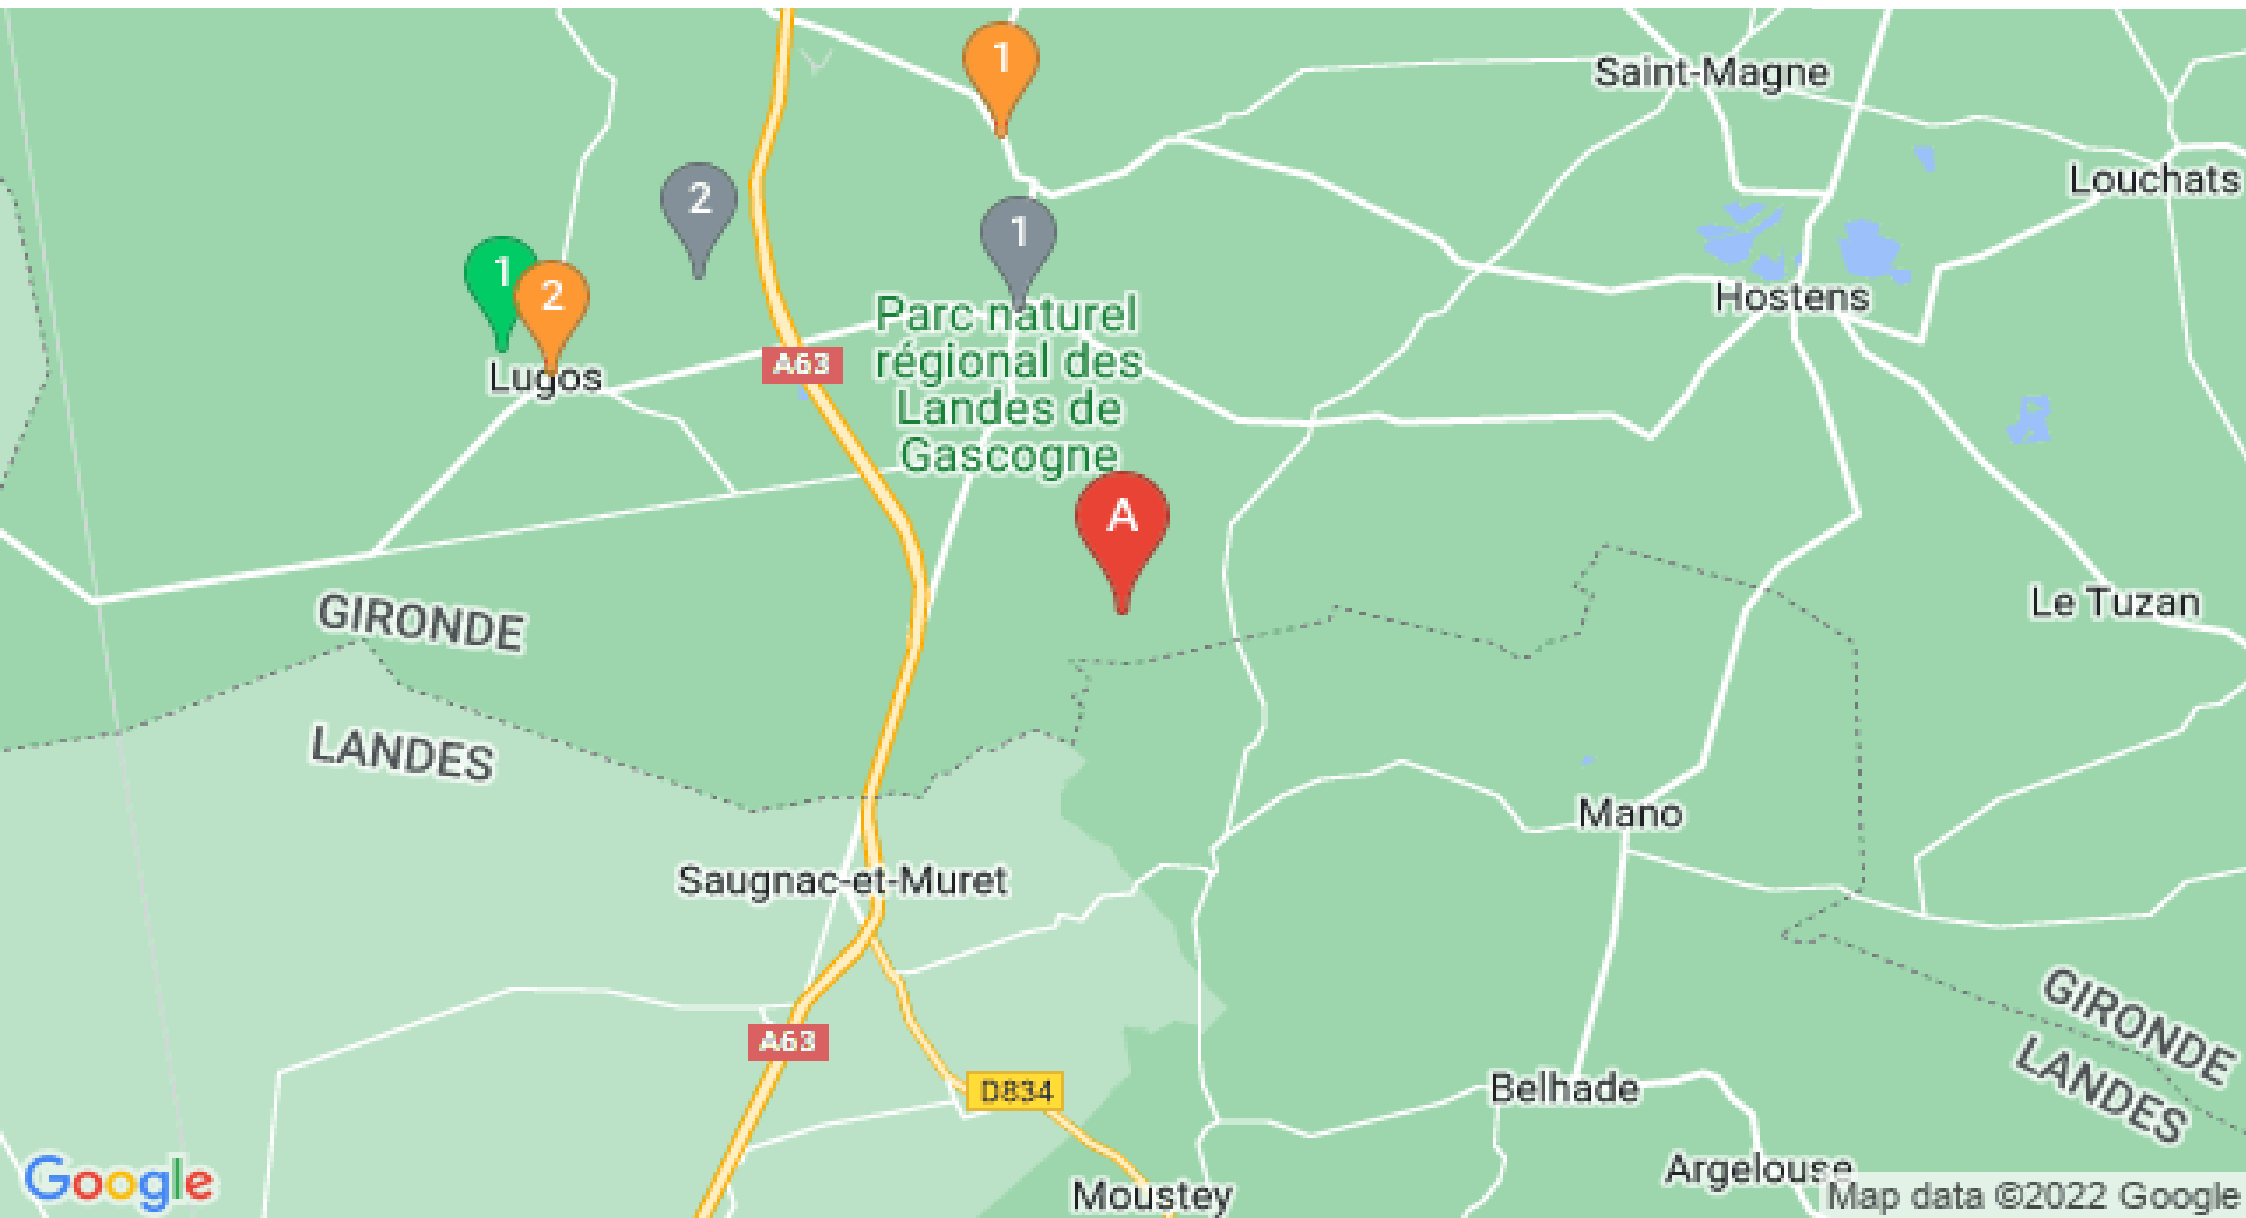 1
Saint-Magne
2
Louchats
1
1
2
Hostens
Parc naturel
régional des
Landes de
Gascogne
A63
Lugos
A
GIRONDE
Le Tuzan
LANDES
Mano
Saugnac-et-Muret
GIRONDE
LANDES
A63
D834
Belhade
Argelouse
Moustey
Google
Map data ©2022 Google